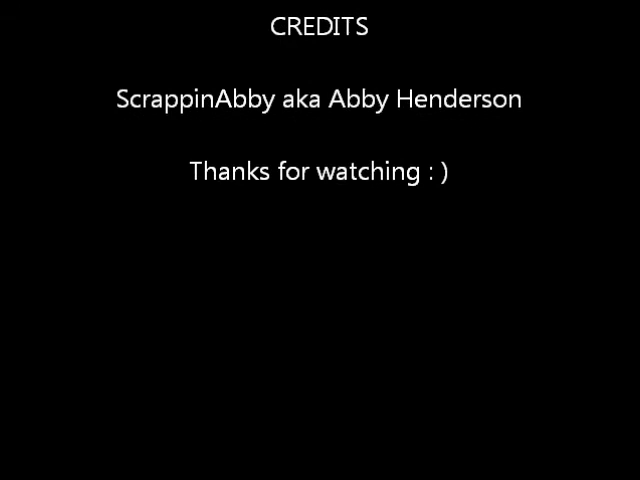 CREDITS
ScrappinAbby aka Abby Henderson
Thanks for watching : )